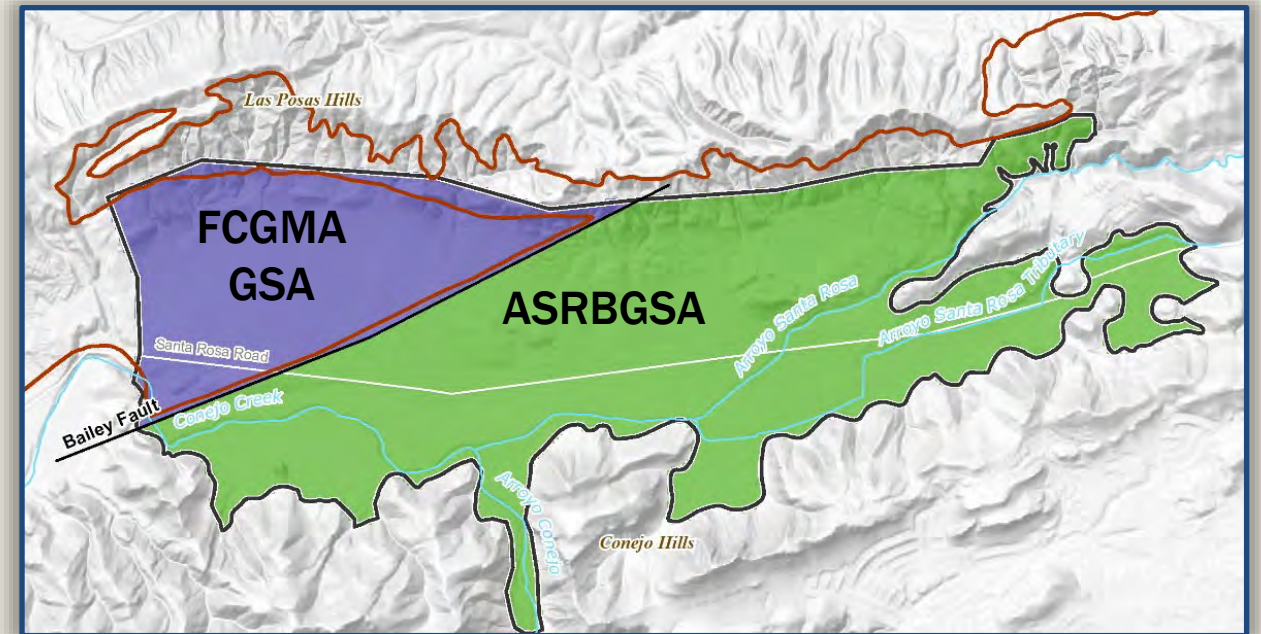 Las Posas Hills
FCGMA
GSA
ASRBGSA
Arroyo Santa Rosa
Arroyo Santa Rosa Tributary
Santa Rosa Road
Conejo Creek
Bailey Fault
Arroyo Conejo
Conejo Hills